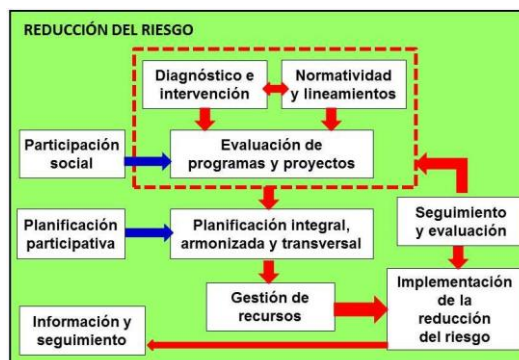 REDUCCIÓN DEL RIESGO
Diagnóstico e
intervención
Normatividad
y lineamientos
Participación
social
Evaluación de
programas y proyectos
Planificación
participativa
Planificación integral,
armonizada y transversal
Seguimiento
y evaluación
Gestión de
recursos
Implementación
de la
reducción
del riesgo
Información y
seguimiento